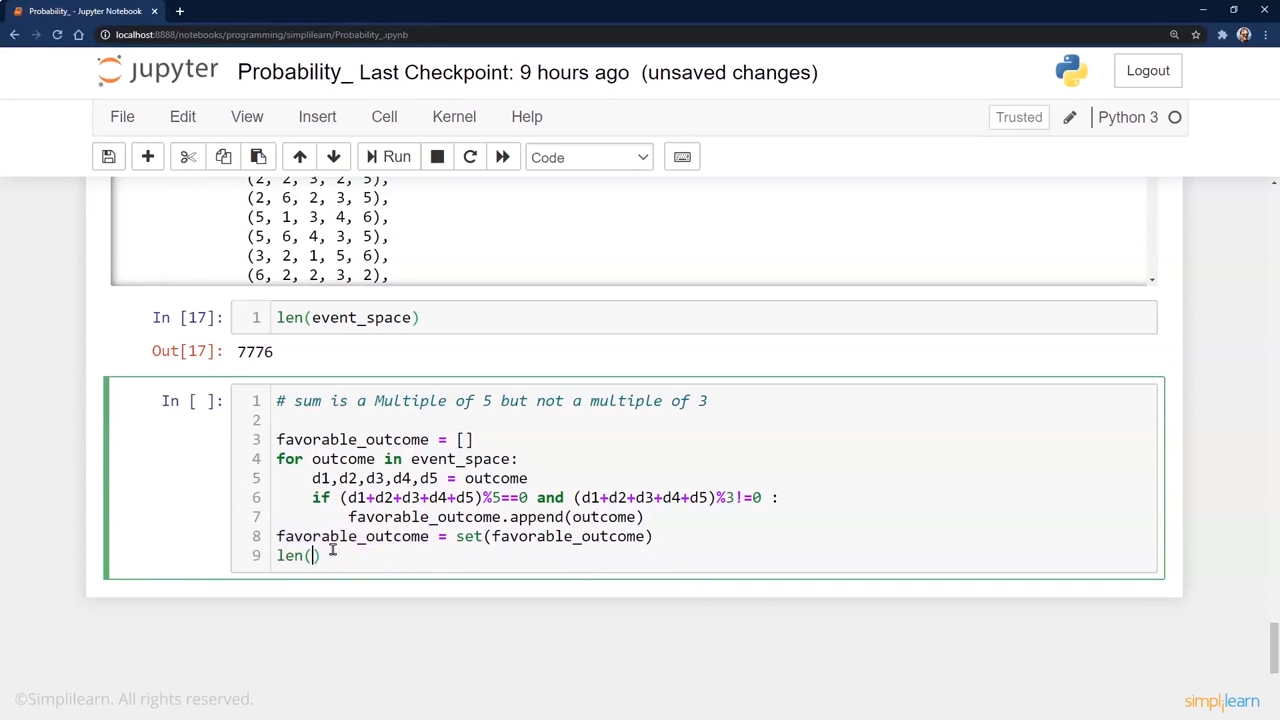 Probability_ - Jupyter Notebook
localhost:8888/notebooks/programming/simplilearn/Probability_.ipynb
jupyter Probability_ Last Checkpoint: 9 hours ago (unsaved changes) Logout
File Edit View Insert Cell Kernel Help Trusted Python 3
Run Code
(2, 2, 3, 2, 5),
(2, 6, 2, 3, 5),
(5, 1, 3, 4, 6),
(5, 6, 4, 3, 5),
(3, 2, 1, 5, 6),
(6, 2, 2, 3, 2),
In [17]: 1 len(event_space)
Out[17]: 7776
In [ ]: 1 # sum is a Multiple of 5 but not a multiple of 3
2
3 favorable_outcome = []
4 for outcome in event_space:
5 d1,d2,d3,d4,d5 = outcome
6 if (d1+d2+d3+d4+d5)%5==0 and (d1+d2+d3+d4+d5)%3!=0 :
7 favorable_outcome.append(outcome)
8 favorable_outcome = set(favorable_outcome)
9 len()
©Simplilearn. All rights reserved. simplilearn